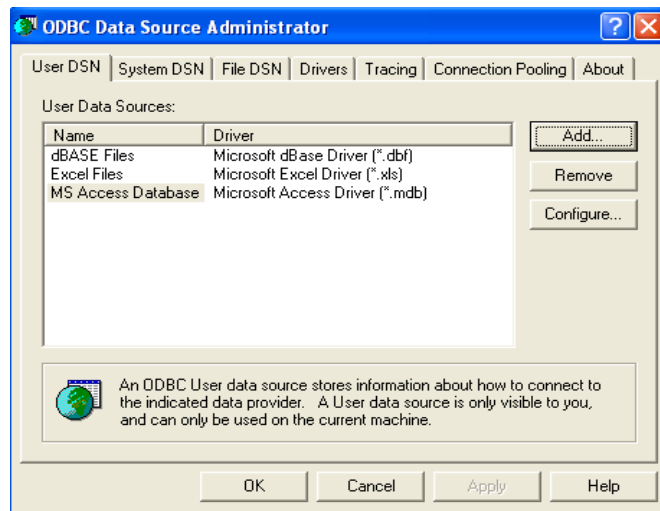 ODBC Data Source Administrator
User DSN System DSN File DSN Drivers Tracing Connection Pooling About
User Data Sources:
Name Driver
dBASE Files Microsoft dBase Driver (*.dbf)
Excel Files Microsoft Excel Driver (*.xls)
MS Access Database Microsoft Access Driver (*.mdb)
Add...
Remove
Configure...
An ODBC User data source stores information about how to connect to
the indicated data provider. A User data source is only visible to you,
and can only be used on the current machine.
OK Cancel Apply Help